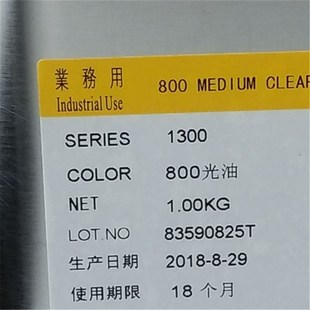 業務用
Industrial Use
800 MEDIUM CLEAR
SERIES 1300
COLOR 800光油
NET 1.00KG
LOT.NO 83590825T
生产日期 2018-8-29
使用期限 18 个月